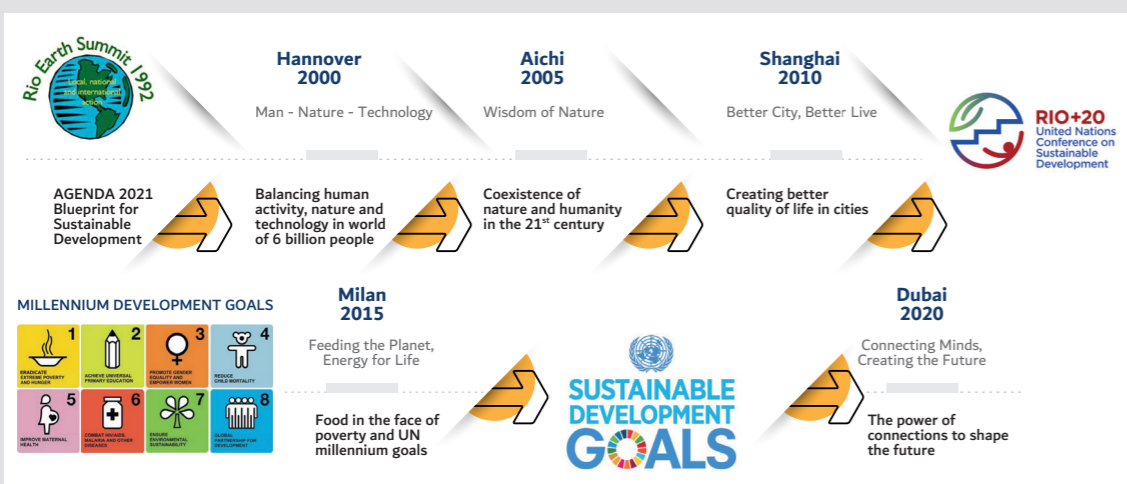 Rio Earth Summit 1992
Local, national
and international
action
Hannover
2000
Man - Nature - Technology
Aichi
2005
Wisdom of Nature
Shanghai
2010
Better City, Better Live
RIO+20
United Nations
Conference on
Sustainable
Development
AGENDA 2021
Blueprint for
Sustainable
Development
Balancing human
activity, nature and
technology in world
of 6 billion people
Coexistence of
nature and humanity
in the 21st century
Creating better
quality of life in cities
MILLENNIUM DEVELOPMENT GOALS
1
ERADICATE
EXTREME POVERTY
AND HUNGER
2
ACHIEVE UNIVERSAL
PRIMARY EDUCATION
3
PROMOTE GENDER
EQUALITY AND
EMPOWER WOMEN
4
REDUCE
CHILD MORTALITY
5
IMPROVE MATERNAL
HEALTH
6
COMBAT HIV/AIDS,
MALARIA AND OTHER
DISEASES
7
ENSURE
ENVIRONMENTAL
SUSTAINABILITY
8
GLOBAL
PARTNERSHIP FOR
DEVELOPMENT
Milan
2015
Feeding the Planet,
Energy for Life
Food in the face of
poverty and UN
millennium goals
SUSTAINABLE
DEVELOPMENT
GOALS
Dubai
2020
Connecting Minds,
Creating the Future
The power of
connections to shape
the future